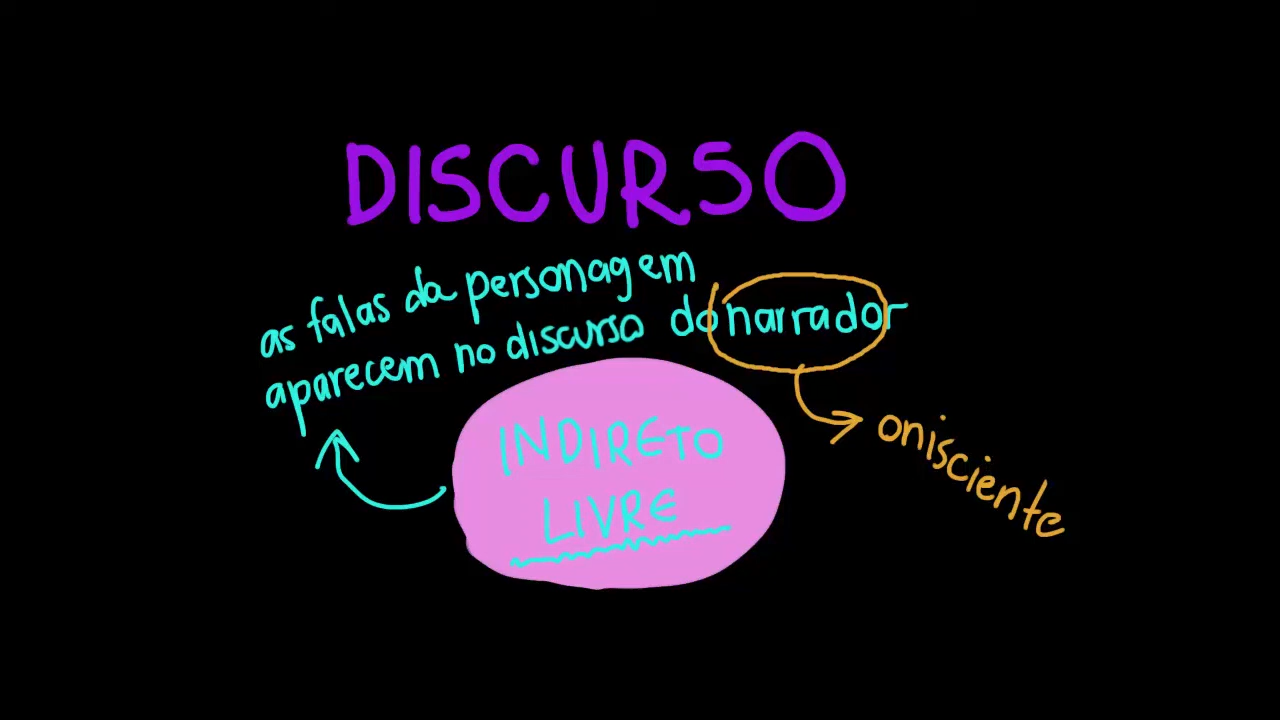 DISCURSO
as falas da personagem
aparecem no discurso do narrador
INDIRETO
LIVRE
onisciente